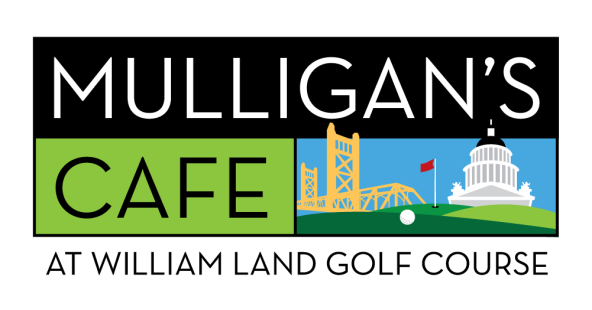 MULLIGAN'S
CAFE
AT WILLIAM LAND GOLF COURSE